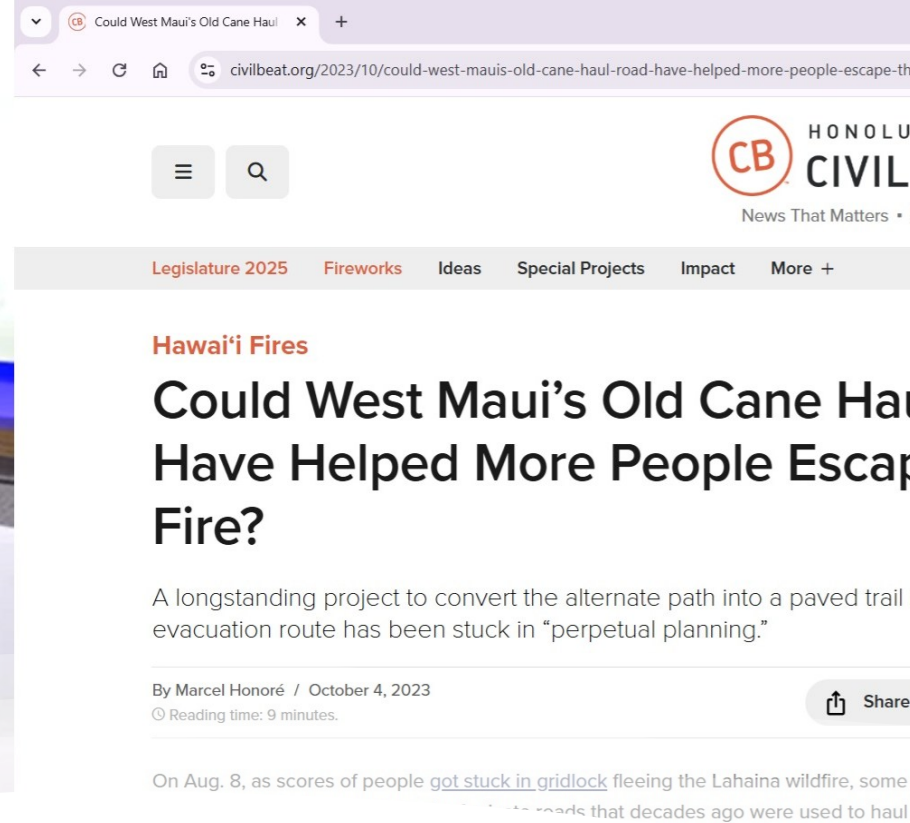 Could West Maui's Old Cane Haul
civilbeat.org/2023/10/could-west-mauis-old-cane-haul-road-have-helped-more-people-escape-th
CB
HONOLU
CIVIL
News That Matters
Legislature 2025 Fireworks Ideas Special Projects Impact More +
Hawaiʻi Fires
Could West Maui's Old Cane Hau
Have Helped More People Escap
Fire?
A longstanding project to convert the alternate path into a paved trail
evacuation route has been stuck in “perpetual planning.”
By Marcel Honoré / October 4, 2023
Share
Reading time: 9 minutes.
On Aug. 8, as scores of people got stuck in gridlock fleeing the Lahaina wildfire, some
roads that decades ago were used to haul